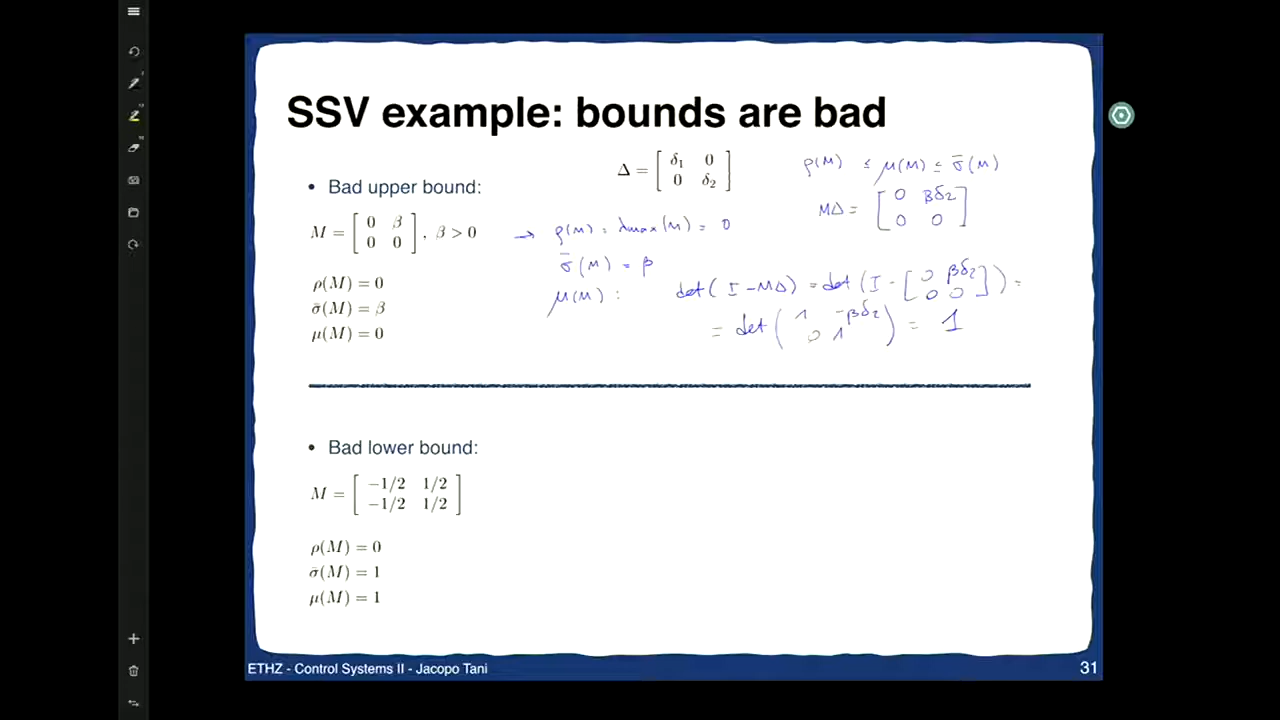 SSV example: bounds are bad
Δ = [ δ₁ 0
0 δ₂ ]
ρ(M) ≤ μ(M) ≤ σ̄(M)
• Bad upper bound:
MΔ = [ 0 βδ₂
0 0 ]
M = [ 0 β
0 0 ] , β > 0
→ ρ(M) = λmax(M) = 0
σ̄(M) = β
ρ(M) = 0
σ̄(M) = β
μ(M) = 0
μ(M) : det( I - MΔ ) = det ( I - [ 0 βδ₂
0 0 ] ) =
= det ( 1 -βδ₂
0 1 ) = 1
• Bad lower bound:
M = [ −1/2 1/2
−1/2 1/2 ]
ρ(M) = 0
σ̄(M) = 1
μ(M) = 1
ETHZ - Control Systems II - Jacopo Tani
31